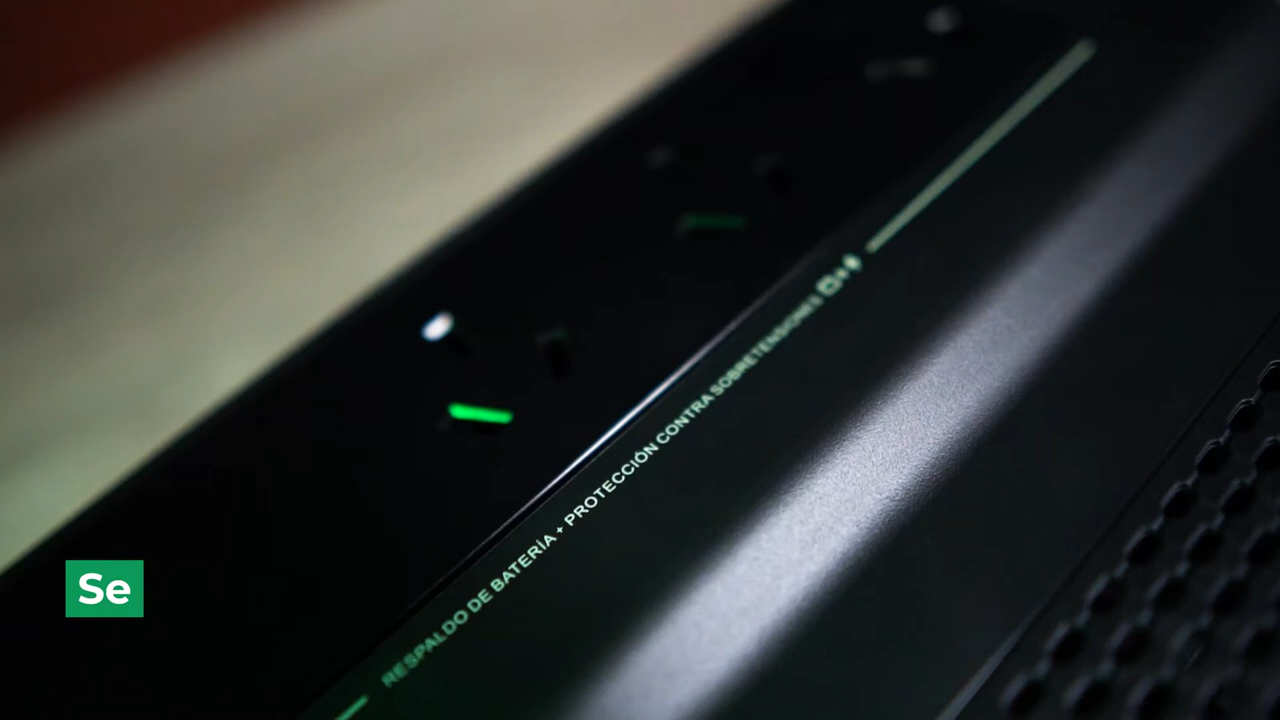 RESPALDO DE BATERÍA + PROTECCIÓN CONTRA SOBRETENSIONES
Se